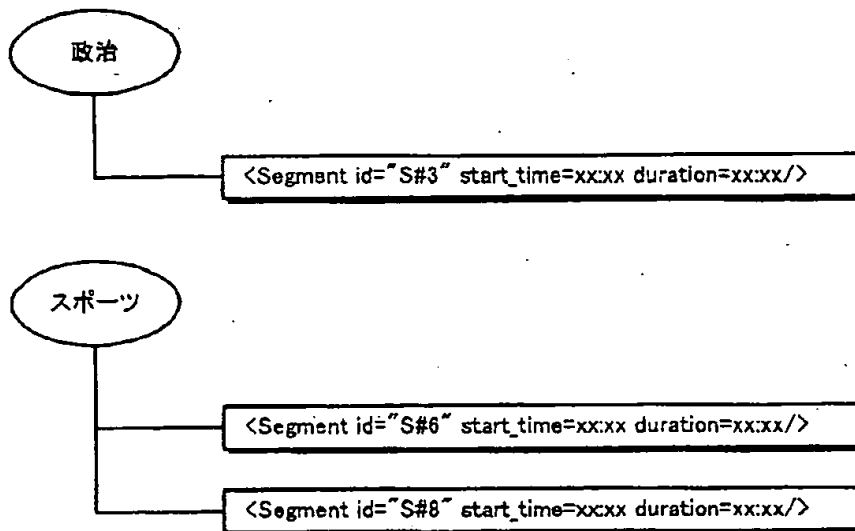 政治
<Segment id="S#3" start_time=xx:xx duration=xx:xx/>
スポーツ
<Segment id="S#6" start_time=xx:xx duration=xx:xx/>
<Segment id="S#8" start_time=xx:xx duration=xx:xx/>